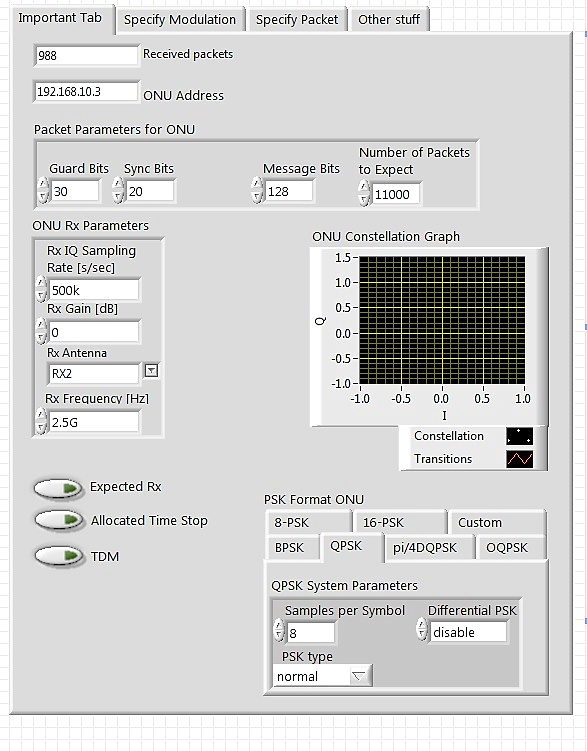 Important Tab Specify Modulation Specify Packet Other stuff
988 Received packets
192.168.10.3 ONU Address
Packet Parameters for ONU
Guard Bits Sync Bits Message Bits Number of Packets
to Expect
30 20 128 11000
ONU Rx Parameters
Rx IQ Sampling
Rate [s/sec]
500k
Rx Gain [dB]
0
Rx Antenna
RX2
Rx Frequency [Hz]
2.5G
ONU Constellation Graph
1.5
1.0
0.5
Q
0.0
-0.5
-1.0
-1.0 -0.5 0.0 0.5 1.0
I
Constellation
Transitions
Expected Rx
Allocated Time Stop
TDM
PSK Format ONU
8-PSK 16-PSK Custom
BPSK QPSK pi/4DQPSK OQPSK
QPSK System Parameters
Samples per Symbol Differential PSK
8 disable
PSK type
normal